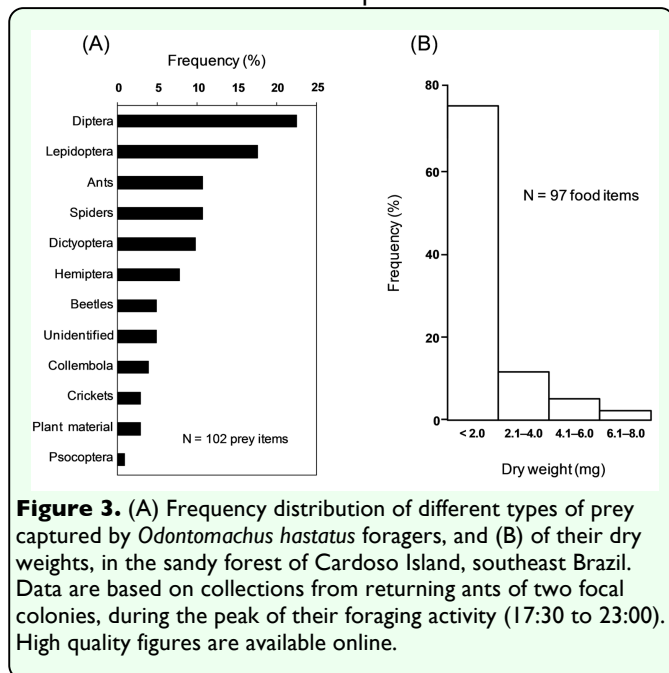 (A)
Frequency (%)
0 5 10 15 20 25
Diptera
Lepidoptera
Ants
Spiders
Dictyoptera
Hemiptera
Beetles
Unidentified
Collembola
Crickets
Plant material
Psocoptera
N = 102 prey items
(B)
80
60
40
20
0
Frequency (%)
N = 97 food items
< 2.0 2.1–4.0 4.1–6.0 6.1–8.0
Dry weight (mg)
Figure 3. (A) Frequency distribution of different types of prey
captured by Odontomachus hastatus foragers, and (B) of their dry
weights, in the sandy forest of Cardoso Island, southeast Brazil.
Data are based on collections from returning ants of two focal
colonies, during the peak of their foraging activity (17:30 to 23:00).
High quality figures are available online.